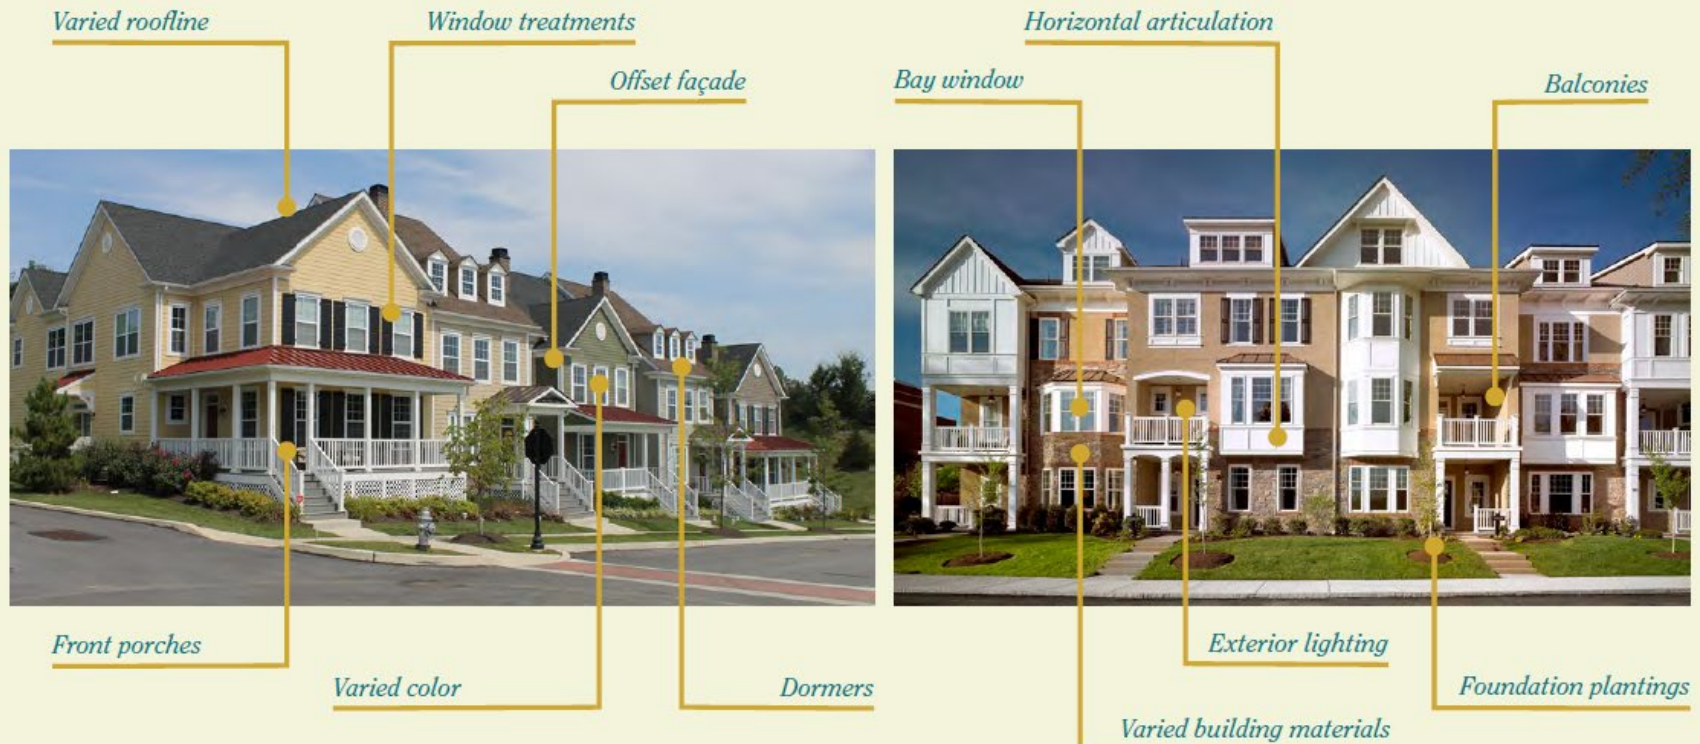 Varied roofline
Window treatments
Horizontal articulation
Offset façade
Bay window
Balconies
Front porches
Exterior lighting
Varied color
Dormers
Foundation plantings
Varied building materials